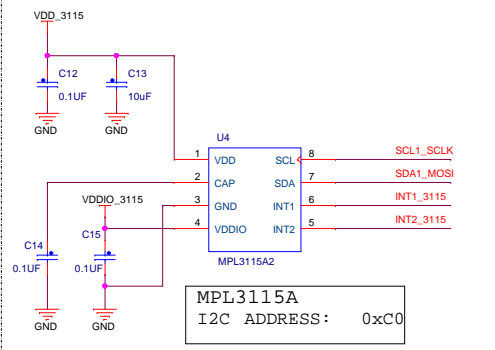 VDD_3115
C12
C13
0.1UF
10uF
GND
GND
U4
1
VDD
SCL
8
SCL1_SCLK
2
CAP
SDA
7
SDA1_MOSI
VDDIO_3115
3
GND
INT1
6
INT1_3115
4
VDDIO
INT2
5
INT2_3115
C14
C15
0.1UF
0.1UF
MPL3115A2
GND
GND
MPL3115A
I2C ADDRESS: 0xC0